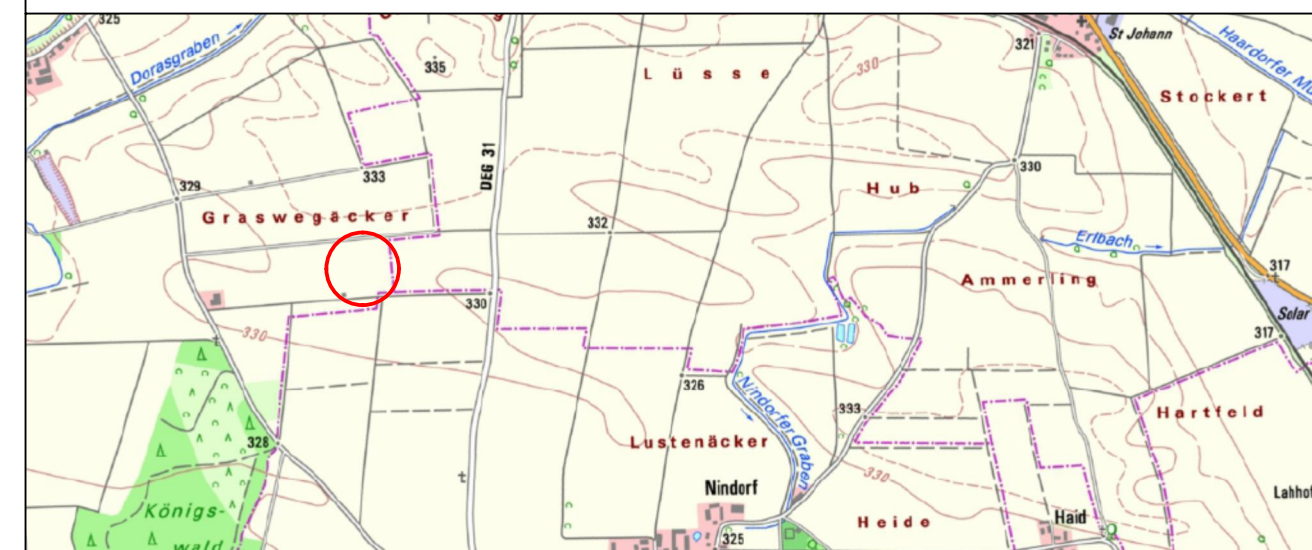 325
Dorasgraben
335
DEG 31
Lüsse
330
321
St Johann
Haardorfer
Stockert
329
333
Graswegäcker
332
Hub
330
Erlbach
Ammerling
317
Solar
317
330
330
326
Nindorfer Graben
333
Hartfeld
328
Lustenäcker
330
Königs-
wald
Nindorf
325
Heide
Haid
Lahhof